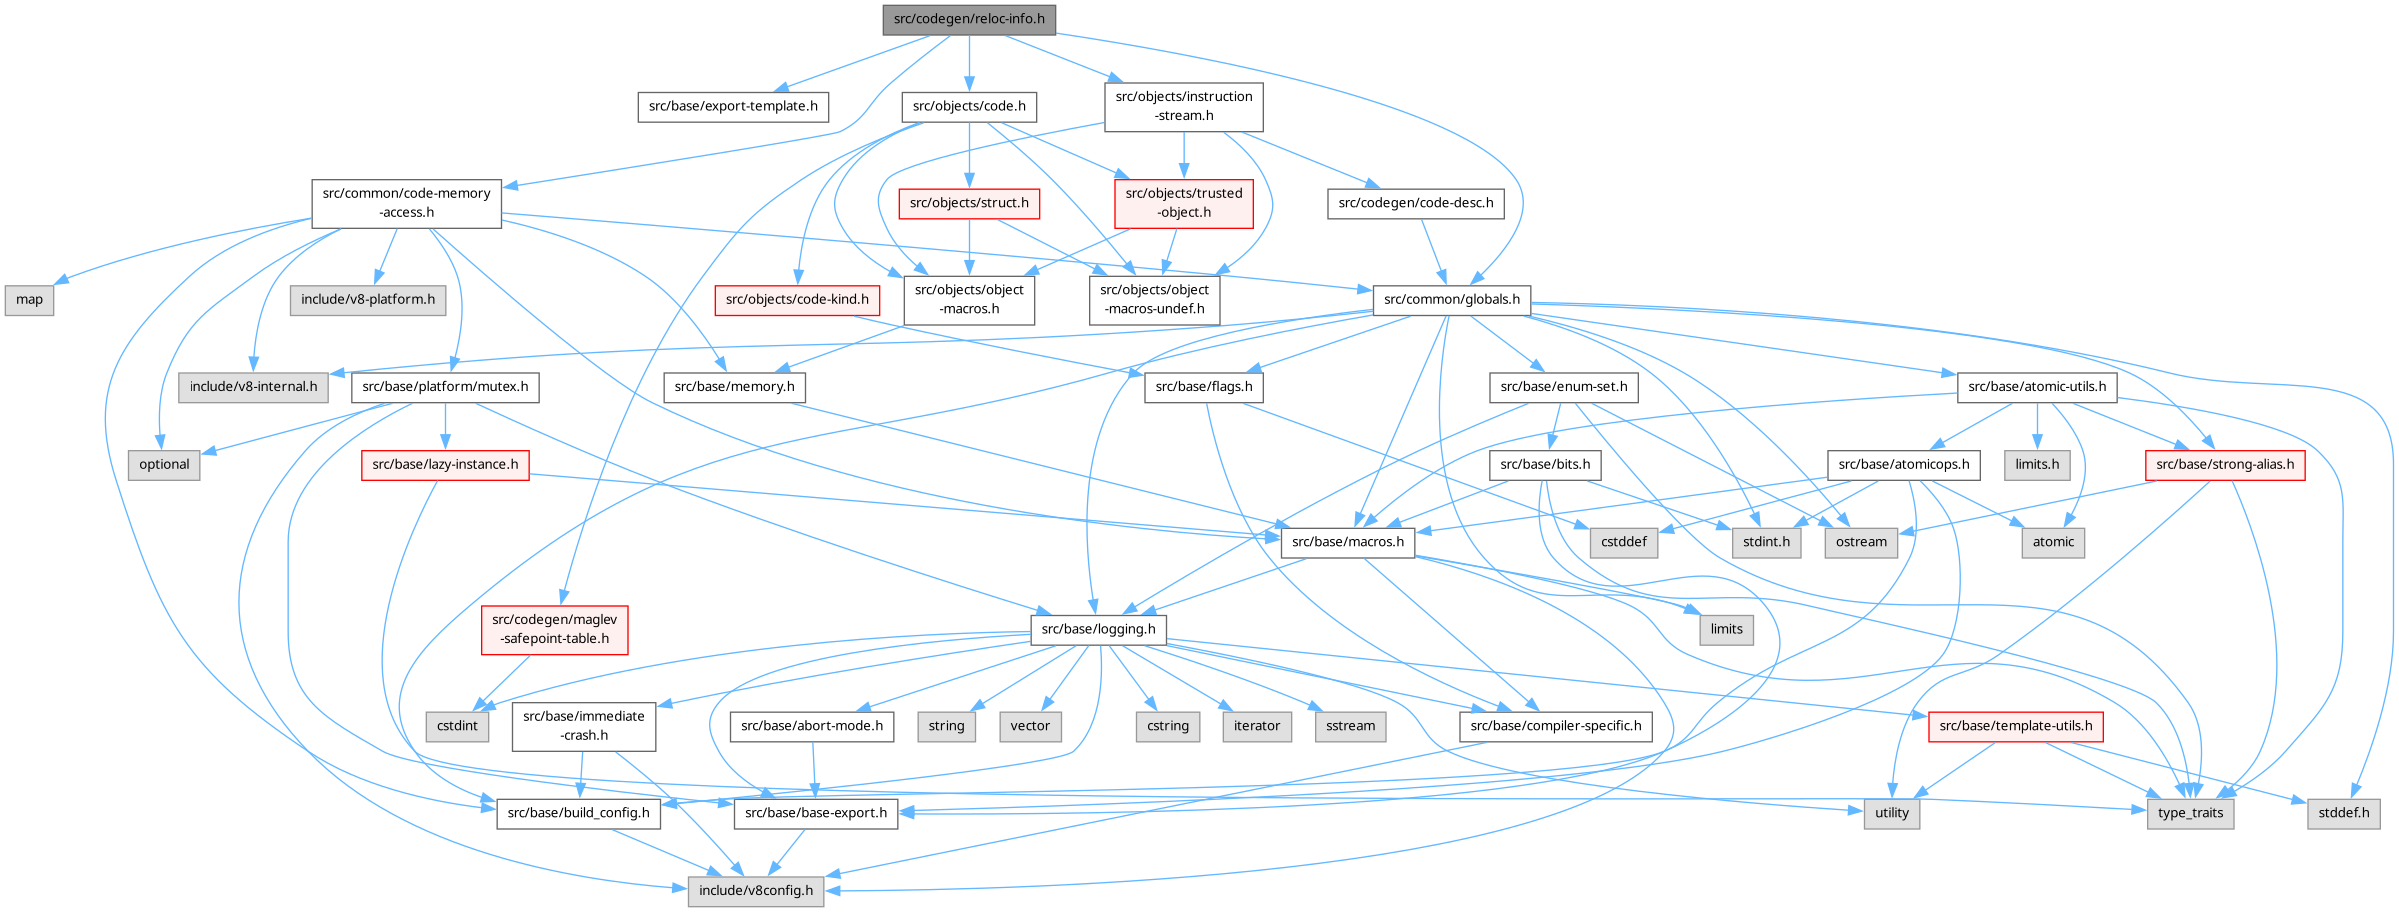 src/codegen/reloc-info.h
src/base/export-template.h
src/objects/code.h
src/objects/instruction
-stream.h
src/common/code-memory
-access.h
src/objects/struct.h
src/objects/trusted
-object.h
src/codegen/code-desc.h
map
include/v8-platform.h
src/objects/code-kind.h
src/objects/object
-macros.h
src/objects/object
-macros-undef.h
src/common/globals.h
include/v8-internal.h
src/base/platform/mutex.h
src/base/memory.h
src/base/flags.h
src/base/enum-set.h
src/base/atomic-utils.h
optional
src/base/lazy-instance.h
src/base/bits.h
src/base/atomicops.h
limits.h
src/base/strong-alias.h
src/base/macros.h
cstddef
stdint.h
ostream
atomic
src/codegen/maglev
-safepoint-table.h
src/base/logging.h
limits
cstdint
src/base/immediate
-crash.h
src/base/abort-mode.h
string
vector
cstring
iterator
sstream
src/base/compiler-specific.h
src/base/template-utils.h
src/base/build_config.h
src/base/base-export.h
utility
type_traits
stddef.h
include/v8config.h